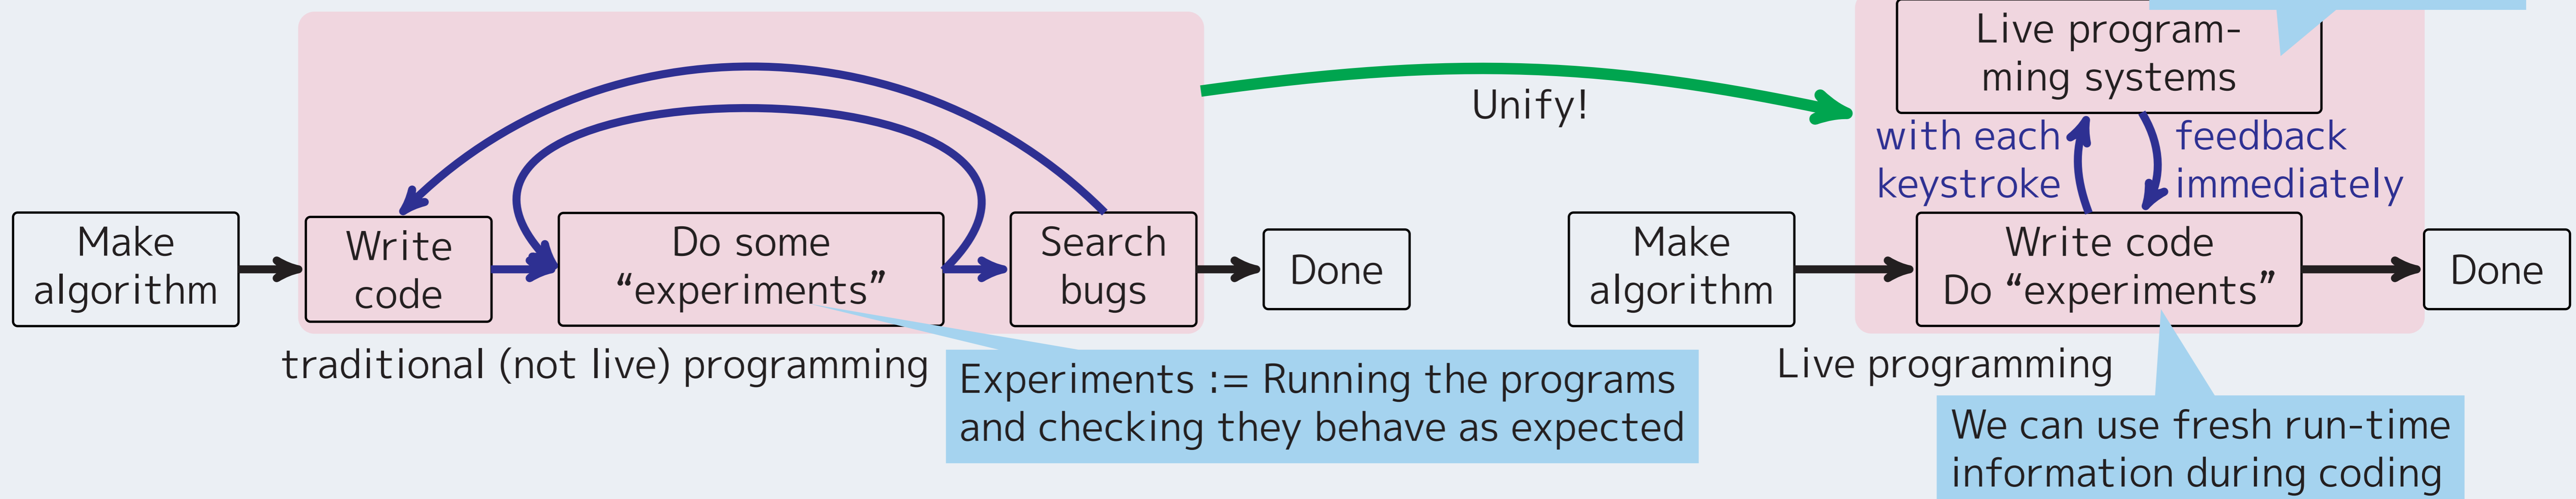 Make
algorithm
Write
code
Do some
“experiments”
Search
bugs
Done
traditional (not live) programming
Experiments := Running the programs
and checking they behave as expected
Unify!
Live program-
ming systems
with each
keystroke
feedback
immediately
Make
algorithm
Write code
Do “experiments”
Done
Live programming
We can use fresh run-time
information during coding